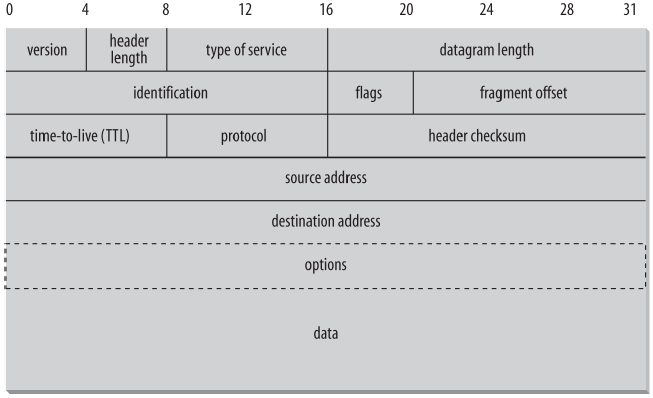 0 4 8 12 16 20 24 28 31
version header length type of service datagram length
identification flags fragment offset
time-to-live (TTL) protocol header checksum
source address
destination address
options
data